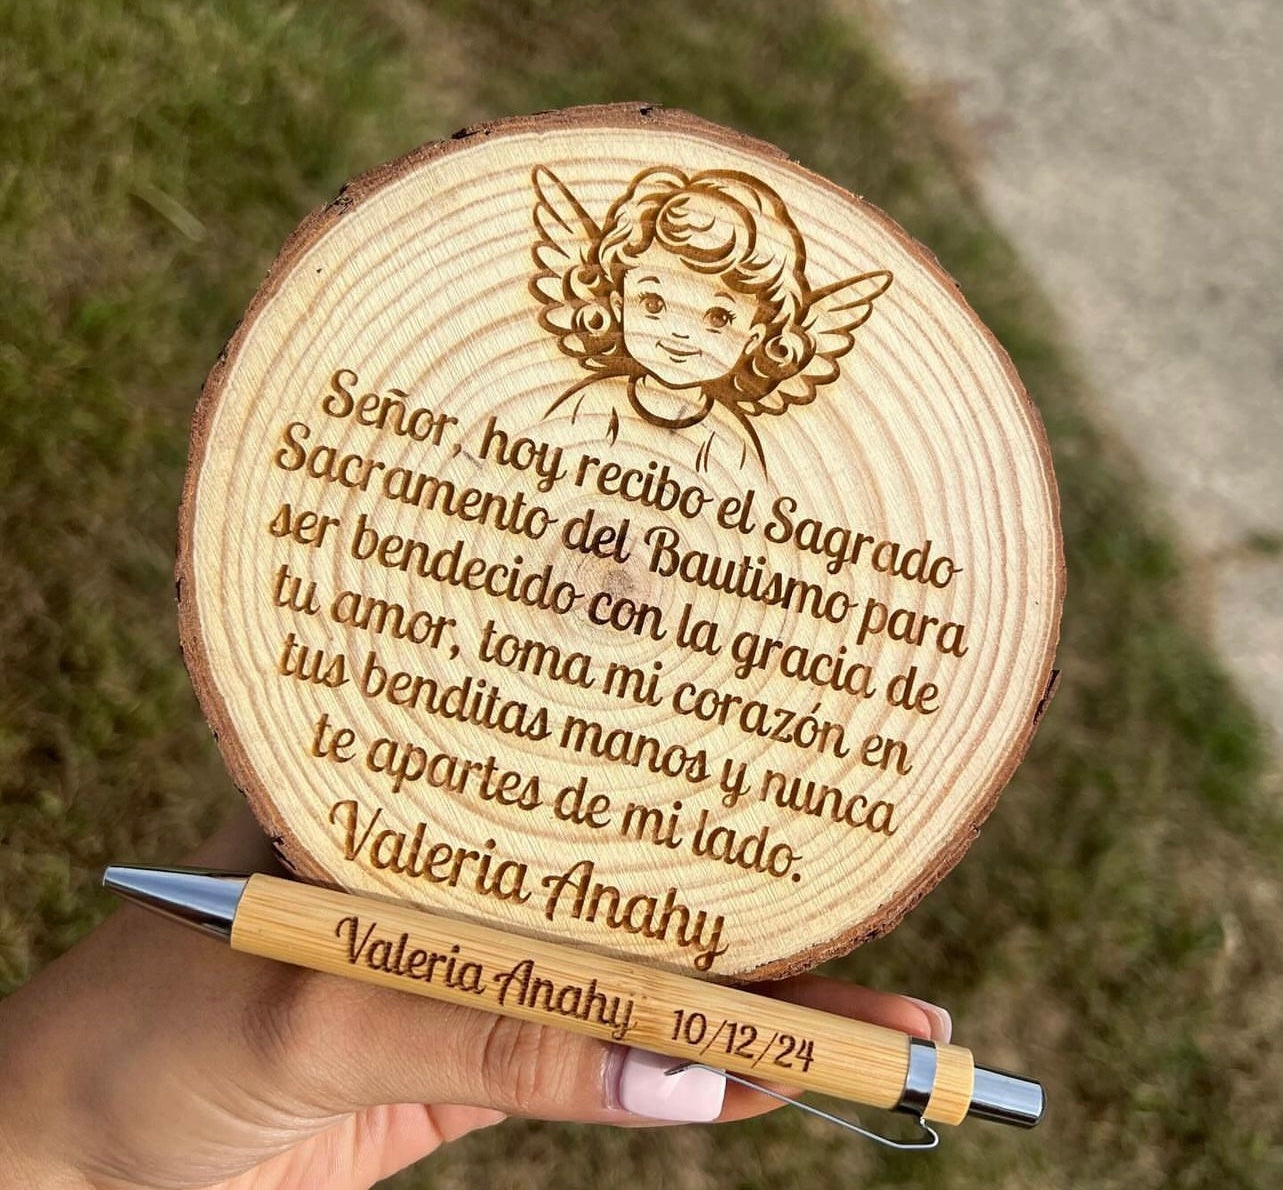 Señor, hoy recibo el Sagrado
Sacramento del Bautismo para
ser bendecido con la gracia de
tu amor, toma mi corazón en
tus benditas manos y nunca
te apartes de mi lado.
Valeria Anahy
Valeria Anahy 10/12/24